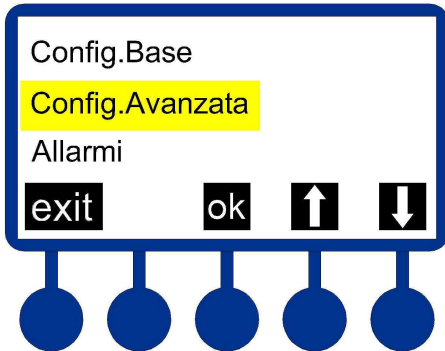 Config.Base
Config.Avanzata
Allarmi
exit ok ↑ ↓